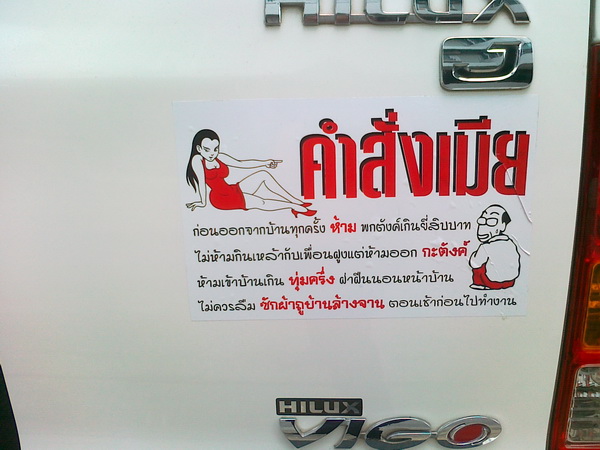 HILUX
J
คำสั่งเมีย
ก่อนออกจากบ้านทุกครั้ง ห้าม พกตังค์เกินยี่สิบบาท
ไม่ห้ามกินเหล้ากับเพื่อนฝูงแต่ห้ามออก กะตังค์
ห้ามเข้าบ้านเกิน ทุ่มครึ่ง ฝ่าฝืนนอนหน้าบ้าน
ไม่ควรลืม ซักผ้าถูบ้านล้างจาน ตอนเช้าก่อนไปทำงาน
HILUX
VIGO